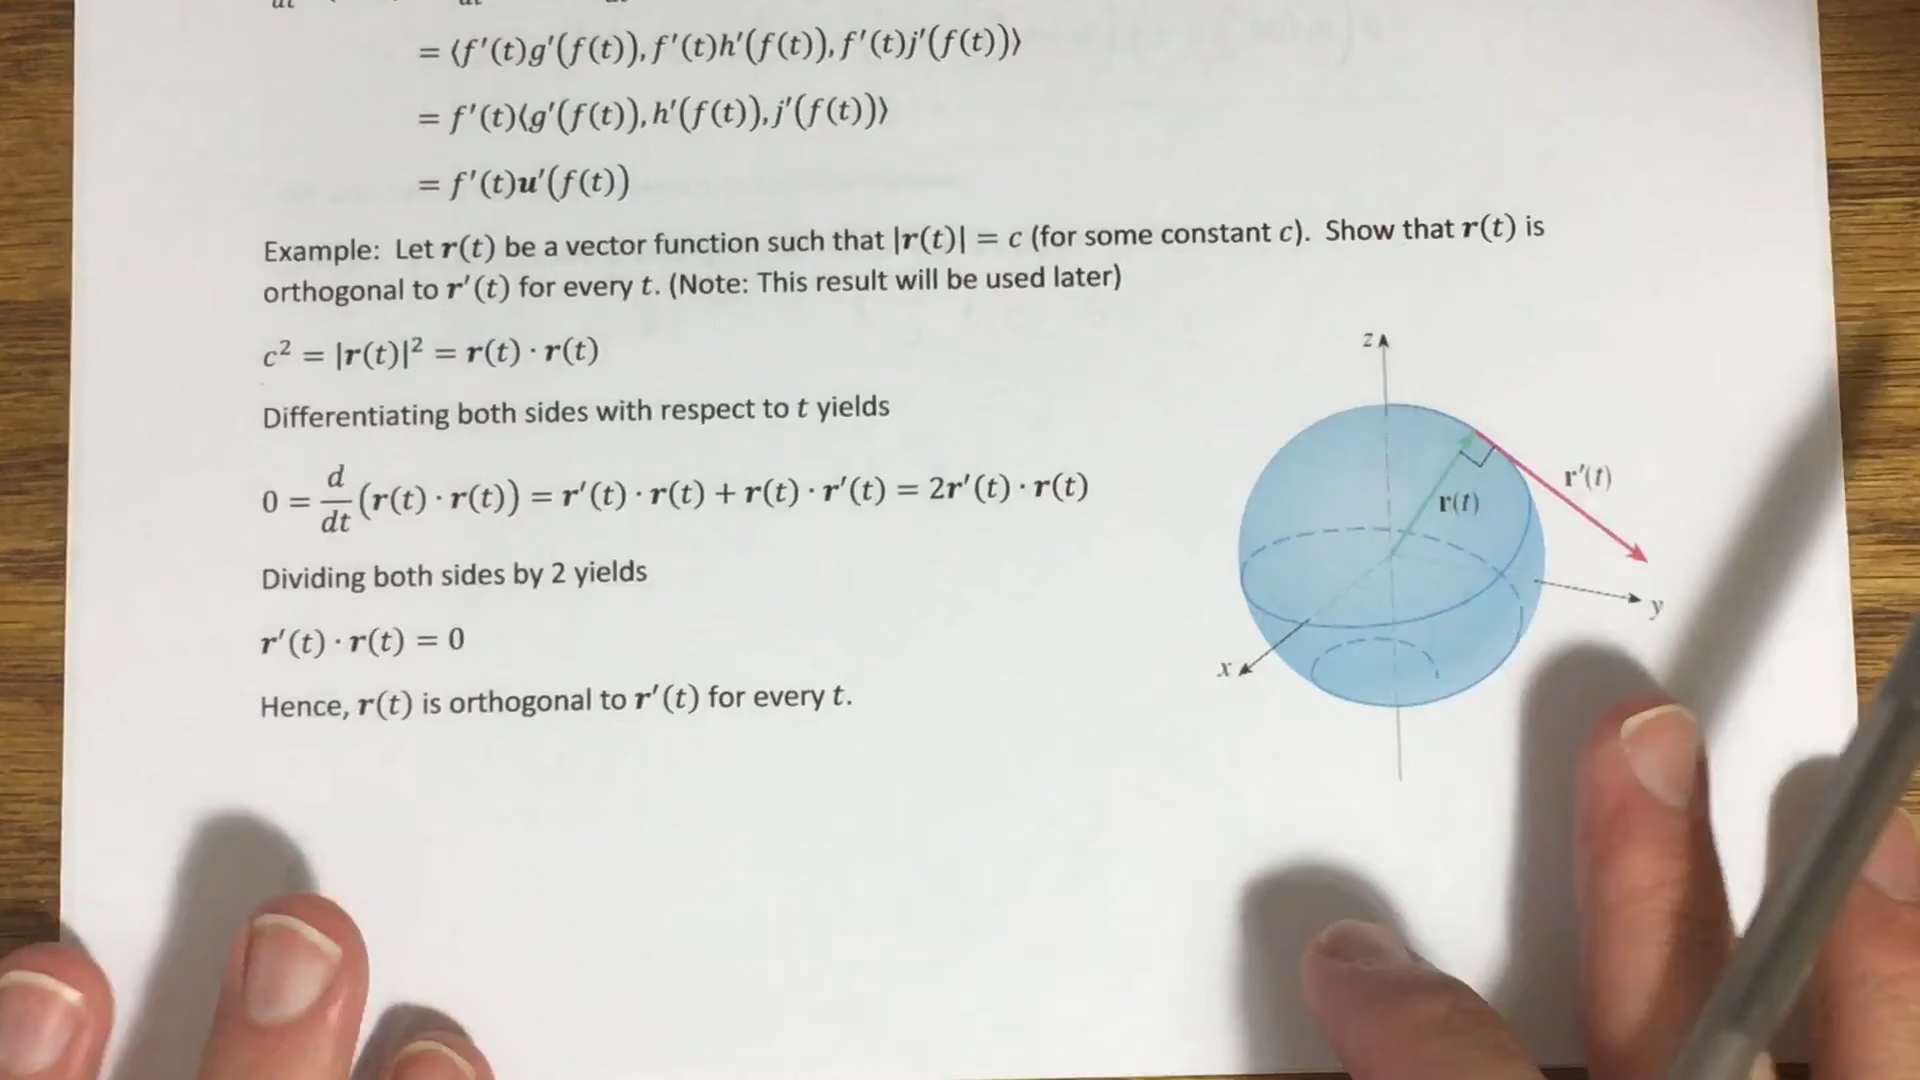 = ⟨f′(t)g′(f(t)), f′(t)h′(f(t)), f′(t)j′(f(t))⟩
= f′(t)⟨g′(f(t)), h′(f(t)), j′(f(t))⟩
= f′(t)u′(f(t))
Example: Let r(t) be a vector function such that |r(t)| = c (for some constant c). Show that r(t) is
orthogonal to r′(t) for every t. (Note: This result will be used later)
c² = |r(t)|² = r(t) · r(t)
Differentiating both sides with respect to t yields
0 = d/dt (r(t) · r(t)) = r′(t) · r(t) + r(t) · r′(t) = 2r′(t) · r(t)
Dividing both sides by 2 yields
r′(t) · r(t) = 0
Hence, r(t) is orthogonal to r′(t) for every t.
z
r′(t)
r(t)
y
x